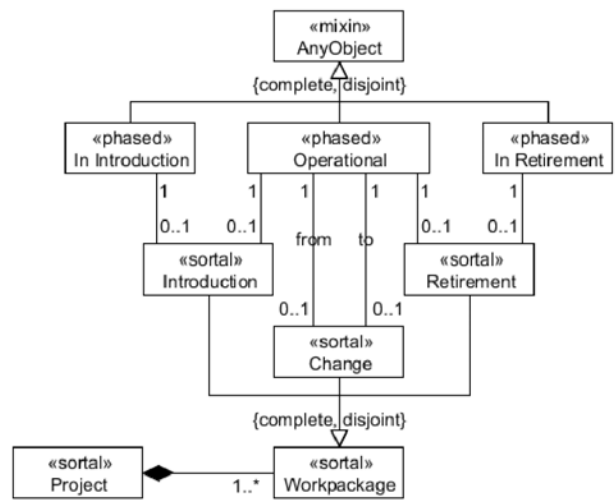 «mixin»
AnyObject
{complete, disjoint}
«phased»
In Introduction
«phased»
Operational
«phased»
In Retirement
1 1 1 1 1 1
0..1 0..1 from to 0..1 0..1
«sortal»
Introduction
«sortal»
Retirement
0..1 0..1
«sortal»
Change
{complete, disjoint}
«sortal»
Project
1..*
«sortal»
Workpackage